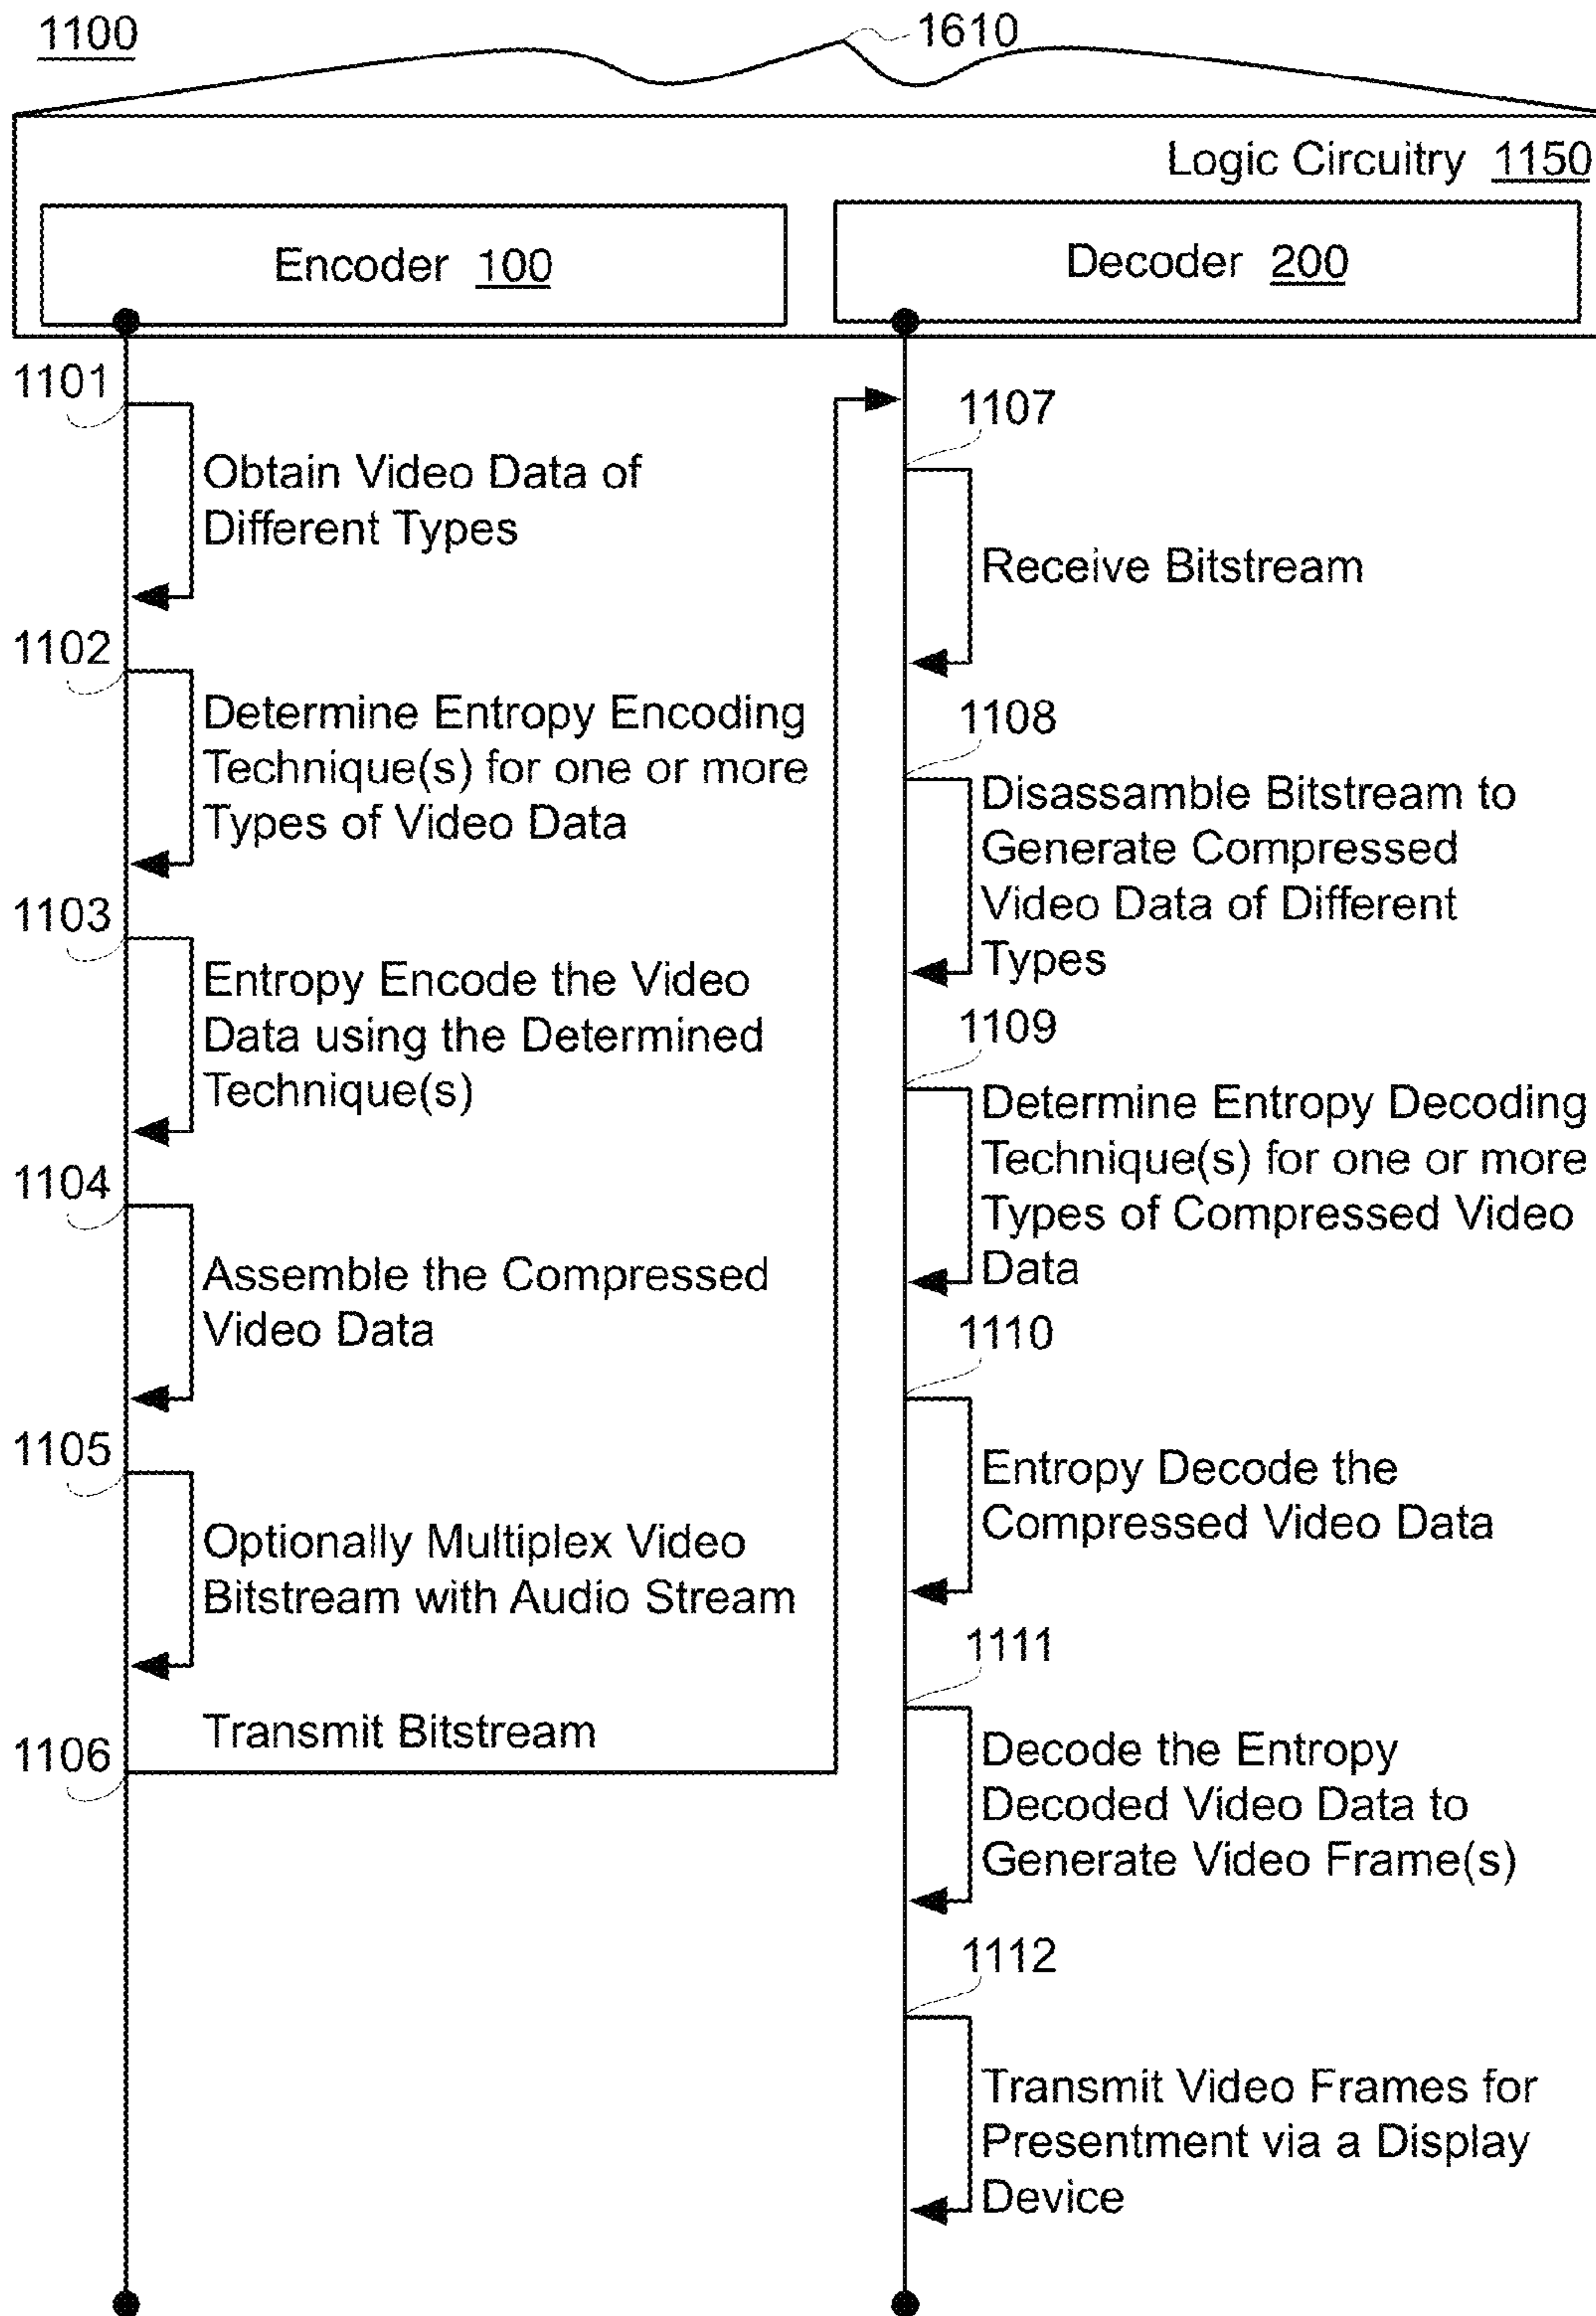 1100
1610
Logic Circuitry 1150
Encoder 100
Decoder 200
1101
Obtain Video Data of
Different Types
1102
Determine Entropy Encoding
Technique(s) for one or more
Types of Video Data
1103
Entropy Encode the Video
Data using the Determined
Technique(s)
1104
Assemble the Compressed
Video Data
1105
Optionally Multiplex Video
Bitstream with Audio Stream
1106
Transmit Bitstream
1107
Receive Bitstream
1108
Disassamble Bitstream to
Generate Compressed
Video Data of Different
Types
1109
Determine Entropy Decoding
Technique(s) for one or more
Types of Compressed Video
Data
1110
Entropy Decode the
Compressed Video Data
1111
Decode the Entropy
Decoded Video Data to
Generate Video Frame(s)
1112
Transmit Video Frames for
Presentment via a Display
Device